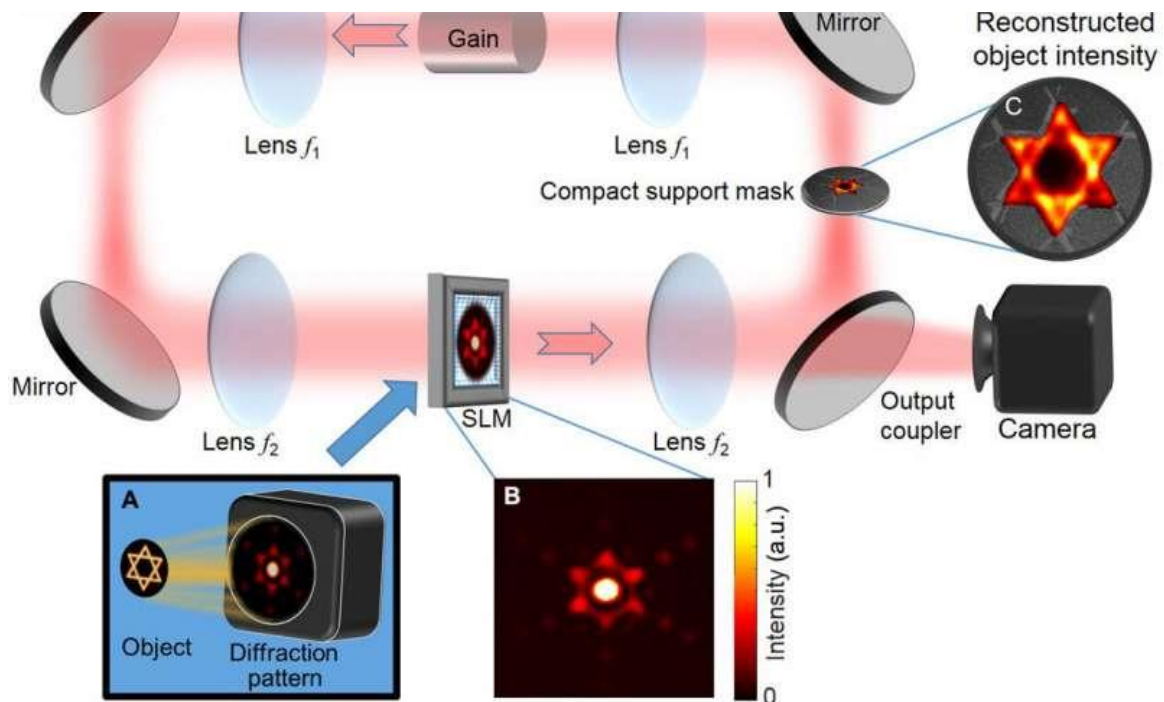 Gain
Mirror
Reconstructed
object intensity
C
Lens f1
Lens f1
Compact support mask
Mirror
Lens f2
SLM
Lens f2
Output
coupler
Camera
A
Object
Diffraction
pattern
B
1
Intensity (a.u.)
0